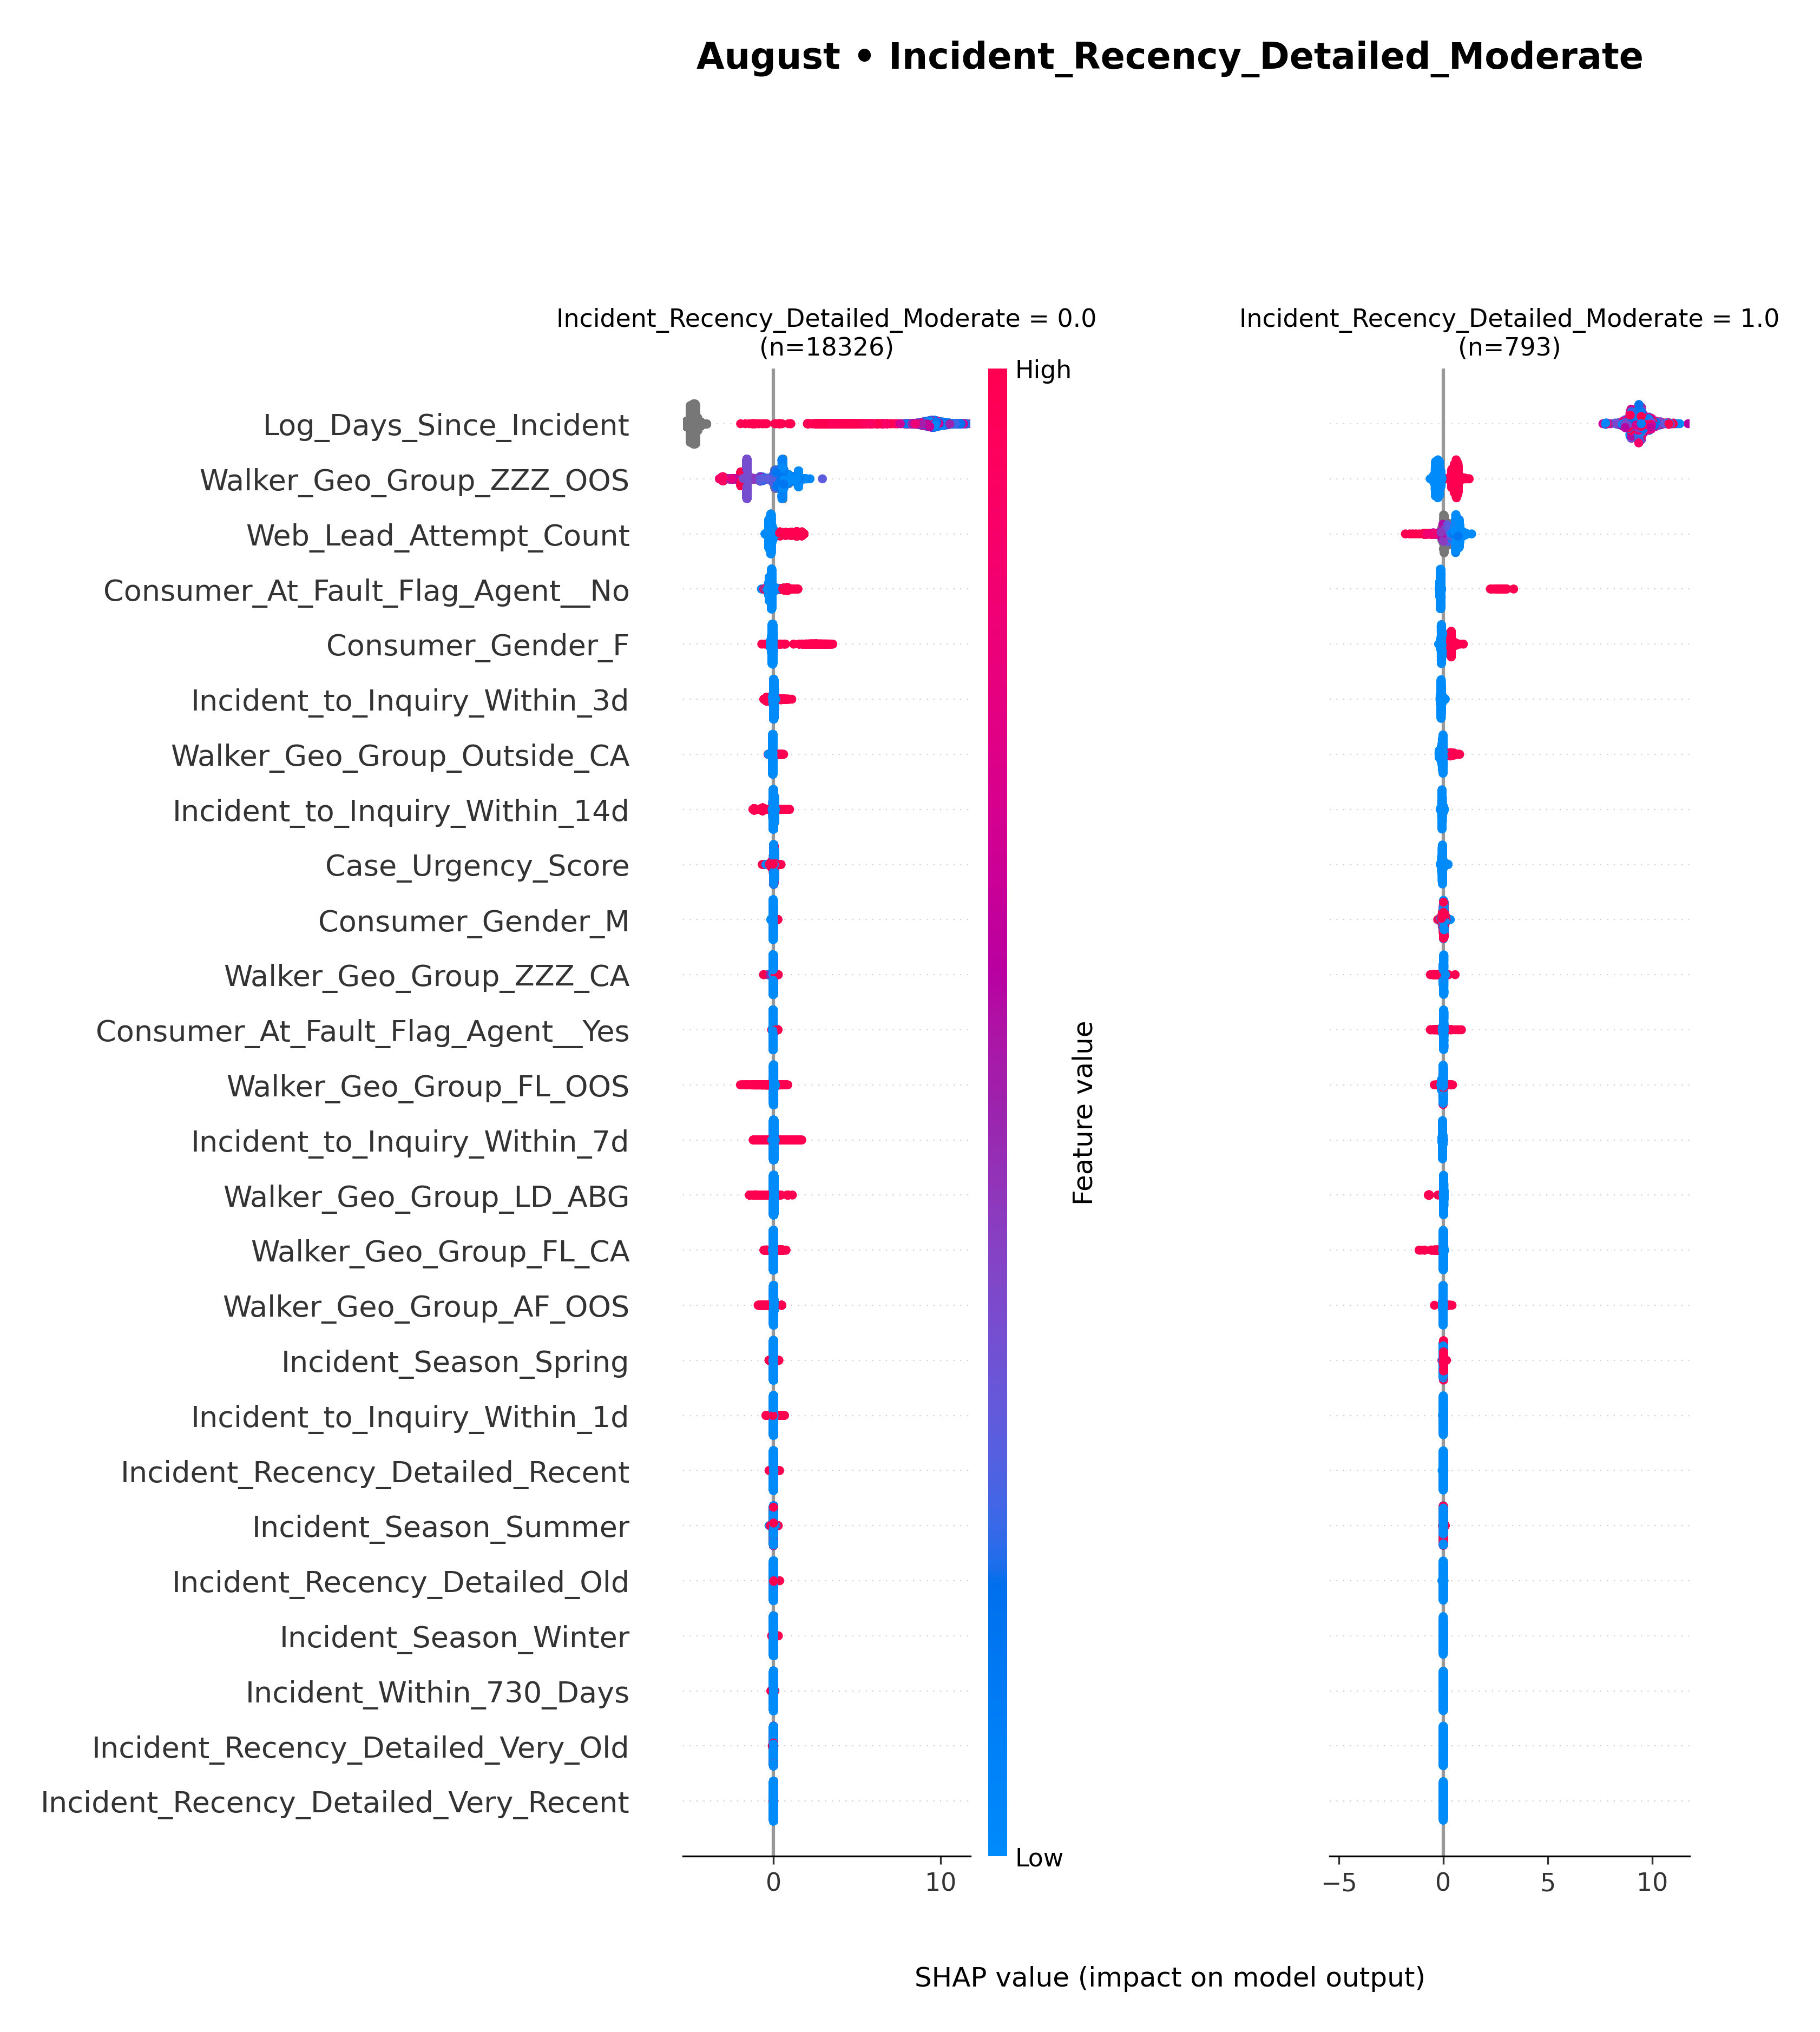 August • Incident_Recency_Detailed_Moderate
Incident_Recency_Detailed_Moderate = 0.0
(n=18326)
Incident_Recency_Detailed_Moderate = 1.0
(n=793)
High
Log_Days_Since_Incident
Walker_Geo_Group_ZZZ_OOS
Web_Lead_Attempt_Count
Consumer_At_Fault_Flag_Agent__No
Consumer_Gender_F
Incident_to_Inquiry_Within_3d
Walker_Geo_Group_Outside_CA
Incident_to_Inquiry_Within_14d
Case_Urgency_Score
Consumer_Gender_M
Walker_Geo_Group_ZZZ_CA
Consumer_At_Fault_Flag_Agent__Yes
Walker_Geo_Group_FL_OOS
Incident_to_Inquiry_Within_7d
Walker_Geo_Group_LD_ABG
Walker_Geo_Group_FL_CA
Walker_Geo_Group_AF_OOS
Incident_Season_Spring
Incident_to_Inquiry_Within_1d
Incident_Recency_Detailed_Recent
Incident_Season_Summer
Incident_Recency_Detailed_Old
Incident_Season_Winter
Incident_Within_730_Days
Incident_Recency_Detailed_Very_Old
Incident_Recency_Detailed_Very_Recent
Feature value
Low
0 10
−5 0 5 10
SHAP value (impact on model output)